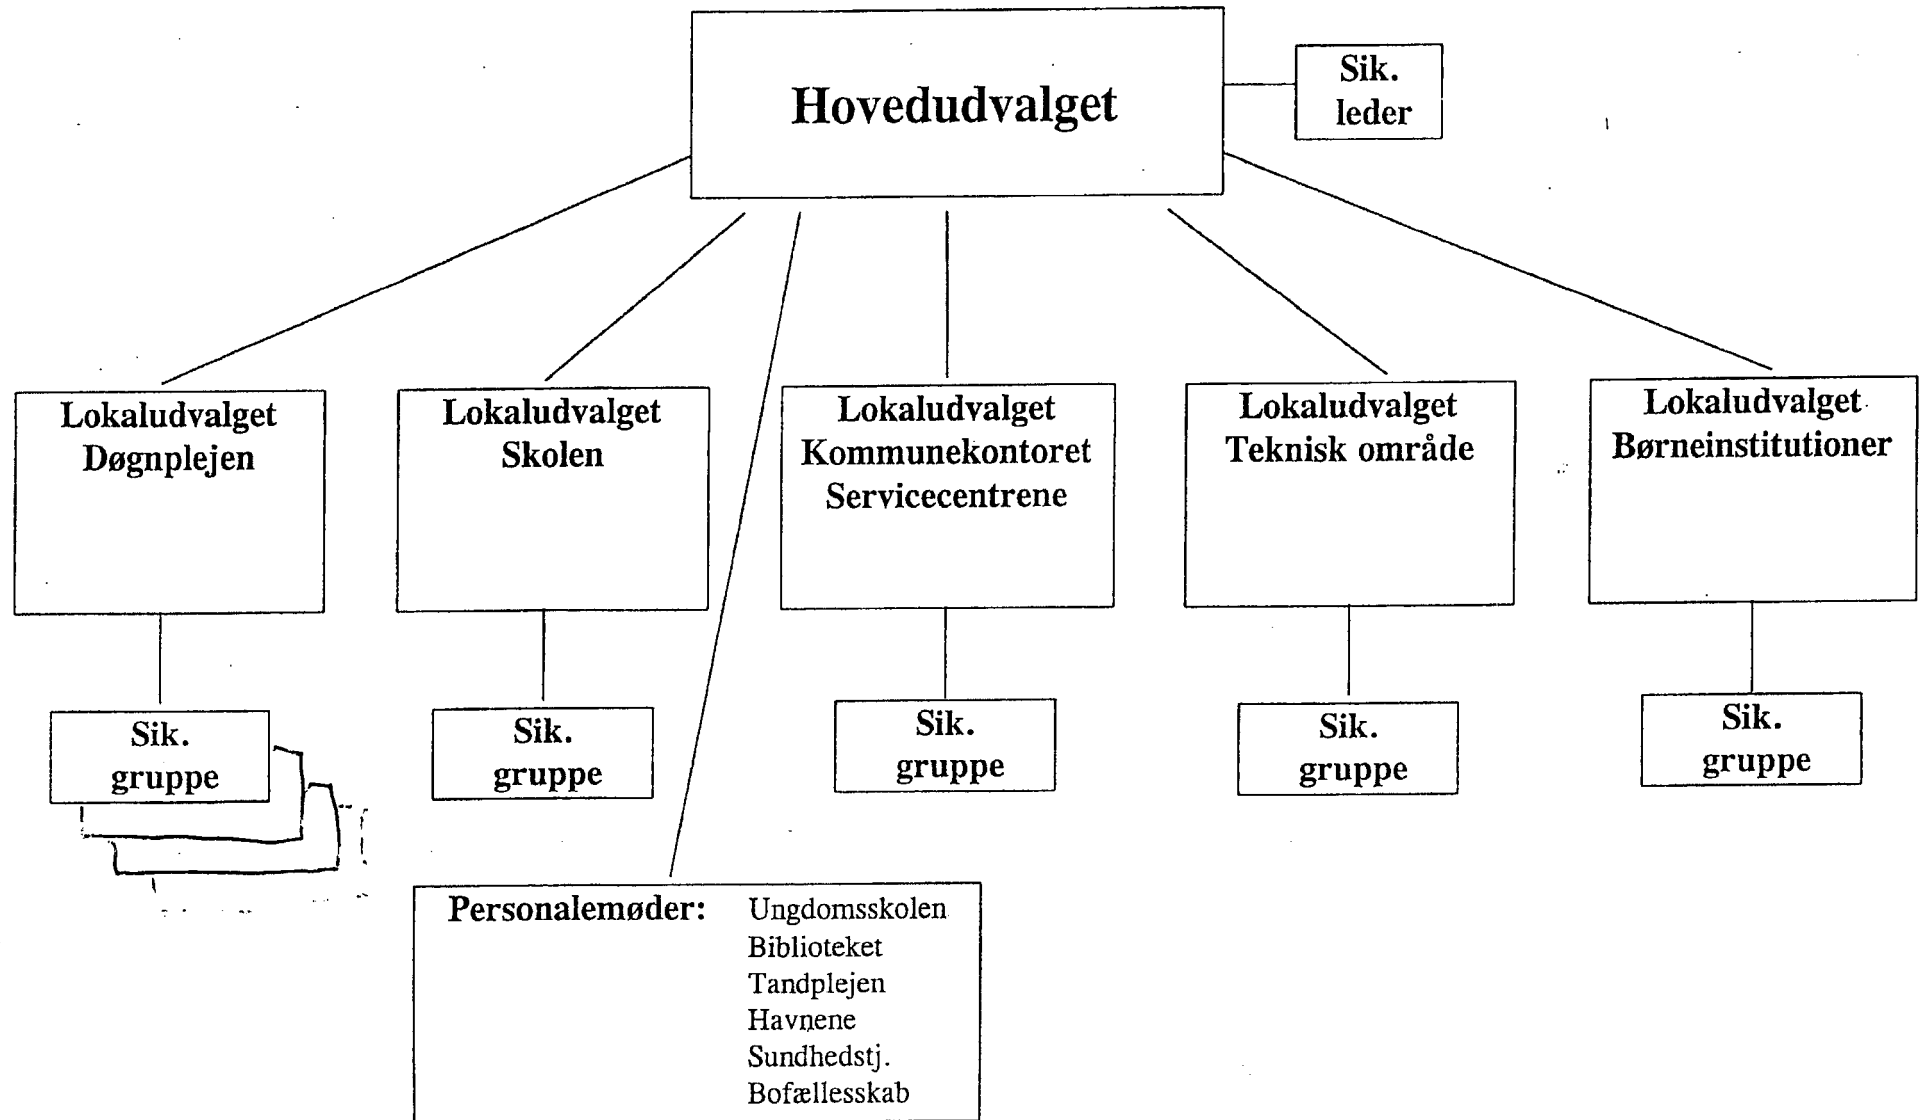 Hovedudvalget
Sik.
leder
Lokaludvalget
Døgnplejen
Lokaludvalget
Skolen
Lokaludvalget
Kommunekontoret
Servicecentrene
Lokaludvalget
Teknisk område
Lokaludvalget
Børneinstitutioner
Sik.
gruppe
Sik.
gruppe
Sik.
gruppe
Sik.
gruppe
Sik.
gruppe
Personalemøder: Ungdomsskolen
Biblioteket
Tandplejen
Havnene
Sundhedstj.
Bofællesskab